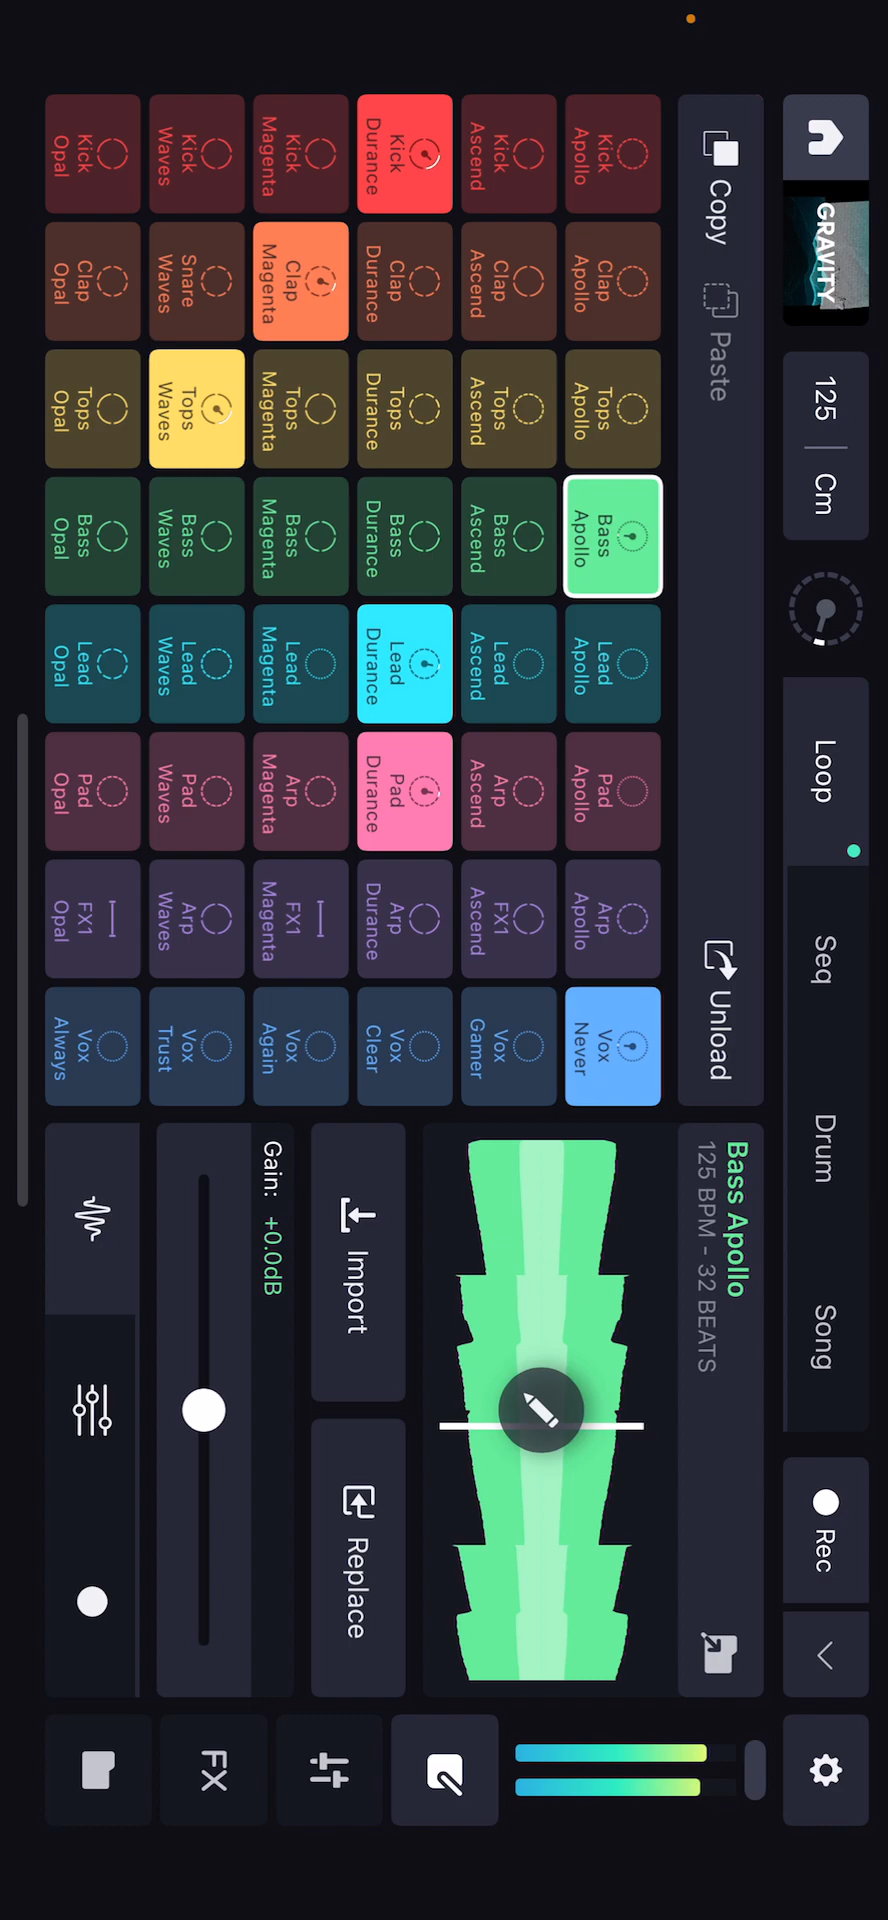 GRAVITY
125
Cm
Loop
Seq
Drum
Song
Rec
Copy
Paste
Unload
Bass Apollo
125 BPM - 32 BEATS
Kick
Apollo
Clap
Apollo
Tops
Apollo
Bass
Apollo
Lead
Apollo
Pad
Apollo
Arp
Apollo
Vox
Never
Kick
Ascend
Clap
Ascend
Tops
Ascend
Bass
Ascend
Lead
Ascend
Arp
Ascend
FX1
Ascend
Vox
Gamer
Kick
Durance
Clap
Durance
Tops
Durance
Bass
Durance
Lead
Durance
Pad
Durance
Arp
Durance
Vox
Clear
Kick
Magenta
Clap
Magenta
Tops
Magenta
Bass
Magenta
Lead
Magenta
Arp
Magenta
FX1
Magenta
Vox
Again
Kick
Waves
Snare
Waves
Tops
Waves
Bass
Waves
Lead
Waves
Pad
Waves
Arp
Waves
Vox
Trust
Kick
Opal
Clap
Opal
Tops
Opal
Bass
Opal
Lead
Opal
Pad
Opal
FX1
Opal
Vox
Always
Import
Replace
Gain: +0.0dB
FX